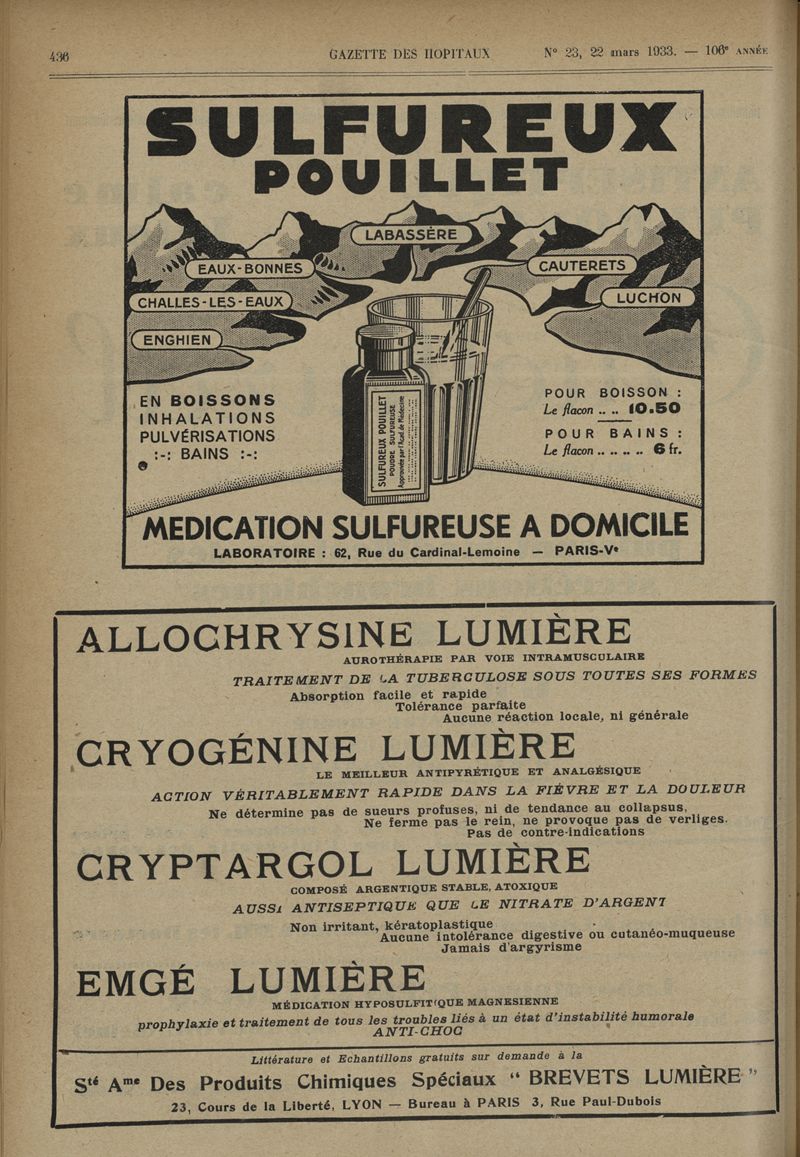 436
GAZETTE DES HOPITAUX
N° 23, 22 mars 1933. — 106e ANNÉE
SULFUREUX
POUILLET
LABASSÈRE
EAUX-BONNES
CAUTERETS
CHALLES-LES-EAUX
LUCHON
ENGHIEN
EN BOISSONS
INHALATIONS
PULVÉRISATIONS
:-: BAINS :-:
SULFUREUX POUILLET
POUDRE SULFUREUSE
Approuvée par l'Acad. de Médecine
POUR BOISSON :
Le flacon .. .. 10.50
POUR BAINS :
Le flacon .. .. .. .. 6 fr.
MEDICATION SULFUREUSE A DOMICILE
LABORATOIRE : 62, Rue du Cardinal-Lemoine — PARIS-Ve
ALLOCHRYSINE LUMIÈRE
AUROTHÉRAPIE PAR VOIE INTRAMUSCULAIRE
TRAITEMENT DE LA TUBERCULOSE SOUS TOUTES SES FORMES
Absorption facile et rapide
Tolérance parfaite
Aucune réaction locale, ni générale
CRYOGÉNINE LUMIÈRE
LE MEILLEUR ANTIPYRÉTIQUE ET ANALGÉSIQUE
ACTION VÉRITABLEMENT RAPIDE DANS LA FIÈVRE ET LA DOULEUR
Ne détermine pas de sueurs profuses, ni de tendance au collapsus.
Ne ferme pas le rein, ne provoque pas de vertiges.
Pas de contre-indications
CRYPTARGOL LUMIÈRE
COMPOSÉ ARGENTIQUE STABLE, ATOXIQUE
AUSSI ANTISEPTIQUE QUE LE NITRATE D'ARGENT
Non irritant, kératoplastique
Aucune intolérance digestive ou cutanéo-muqueuse
Jamais d'argyrisme
EMGÉ LUMIÈRE
MÉDICATION HYPOSULFITIQUE MAGNESIENNE
prophylaxie et traitement de tous les troubles liés à un état d'instabilité humorale
ANTI-CHOC
Littérature et Echantillons gratuits sur demande à la
Sté Ame Des Produits Chimiques Spéciaux “ BREVETS LUMIÈRE ”
23, Cours de la Liberté, LYON — Bureau à PARIS 3, Rue Paul-Dubois